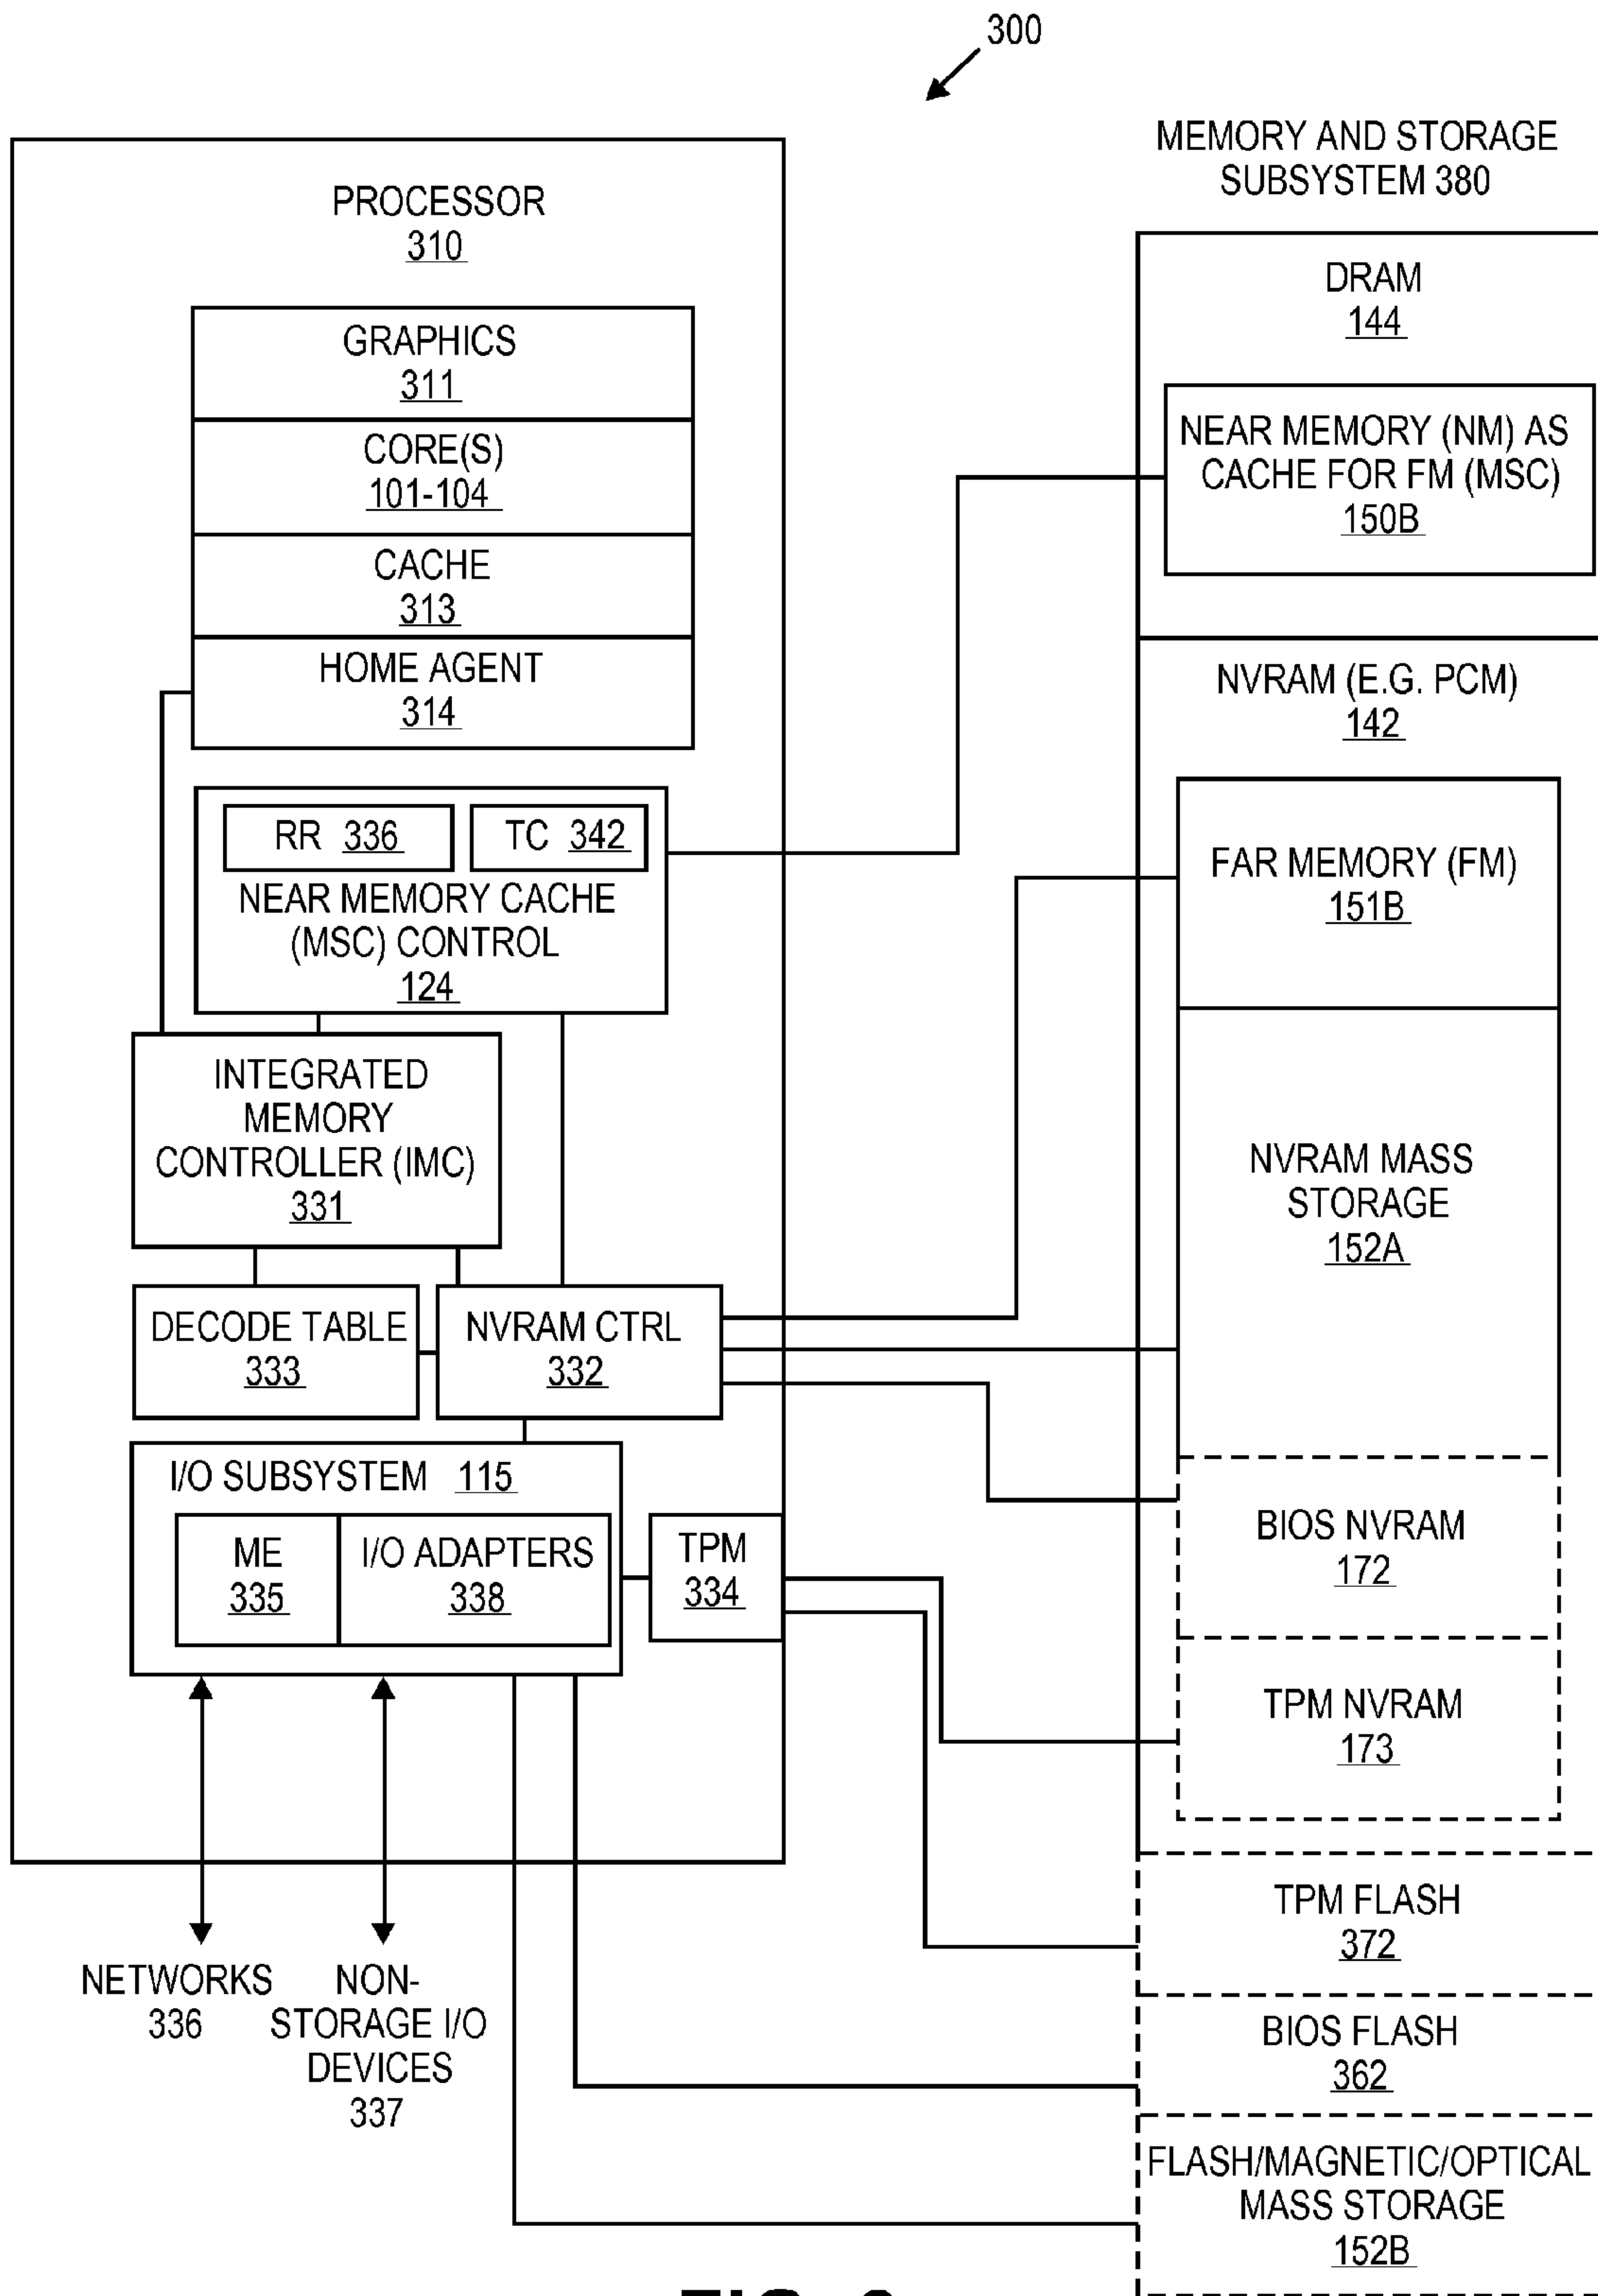 300
PROCESSOR
310
GRAPHICS
311
CORE(S)
101-104
CACHE
313
HOME AGENT
314
RR 336
TC 342
NEAR MEMORY CACHE
(MSC) CONTROL
124
INTEGRATED
MEMORY
CONTROLLER (IMC)
331
DECODE TABLE
333
NVRAM CTRL
332
I/O SUBSYSTEM 115
ME
335
I/O ADAPTERS
338
TPM
334
NETWORKS
336
NON-
STORAGE I/O
DEVICES
337
MEMORY AND STORAGE
SUBSYSTEM 380
DRAM
144
NEAR MEMORY (NM) AS
CACHE FOR FM (MSC)
150B
NVRAM (E.G. PCM)
142
FAR MEMORY (FM)
151B
NVRAM MASS
STORAGE
152A
BIOS NVRAM
172
TPM NVRAM
173
TPM FLASH
372
BIOS FLASH
362
FLASH/MAGNETIC/OPTICAL
MASS STORAGE
152B